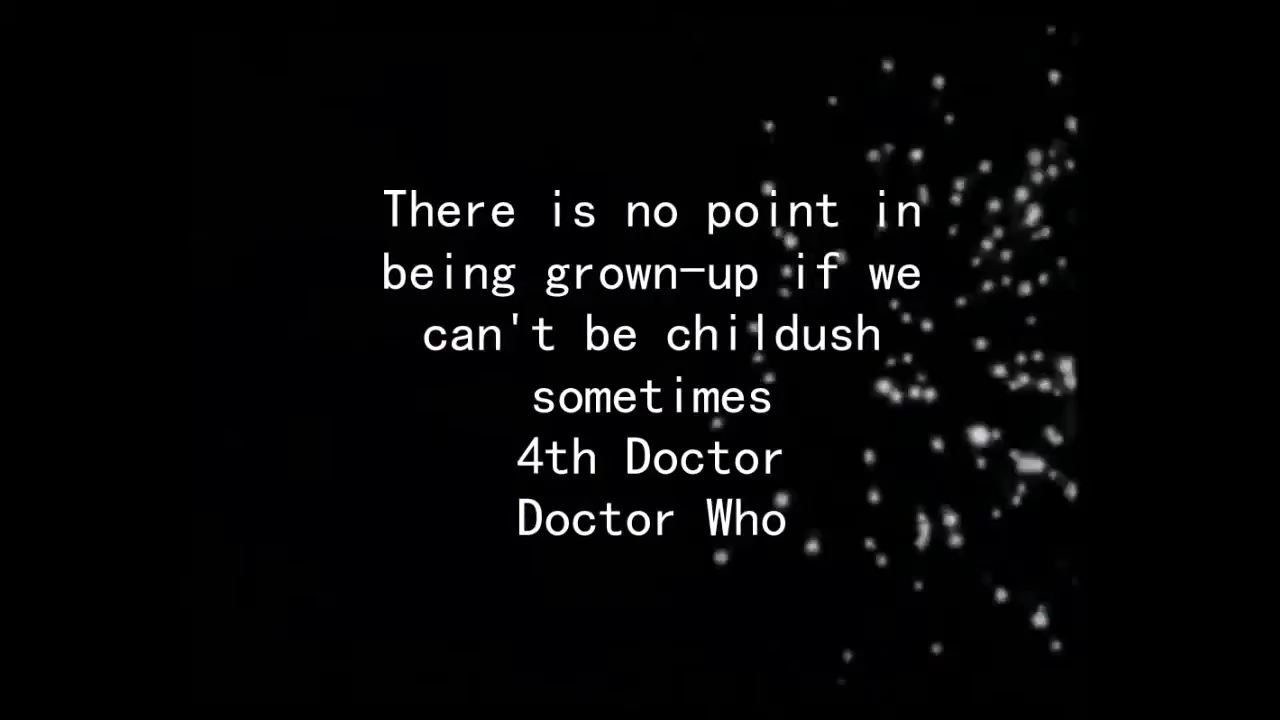 There is no point in
being grown-up if we
can't be childush
sometimes
4th Doctor
Doctor Who